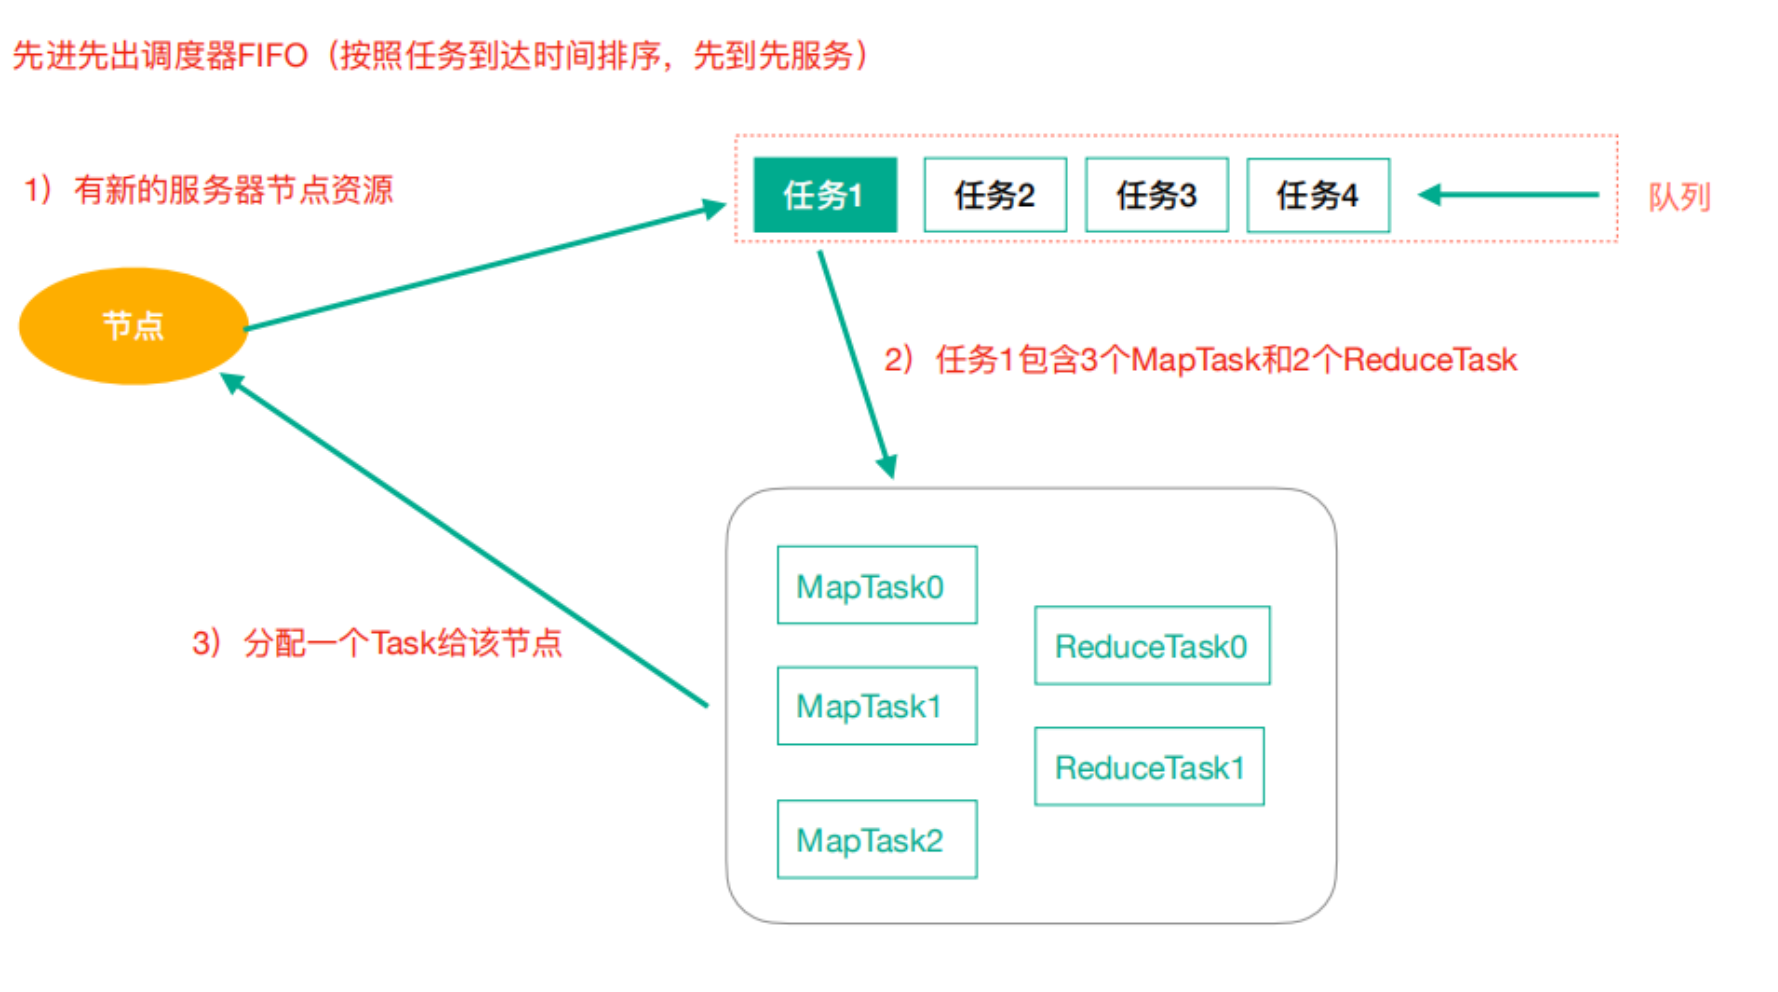 先进先出调度器FIFO（按照任务到达时间排序，先到先服务）
1）有新的服务器节点资源
任务1
任务2
任务3
任务4
队列
节点
2）任务1包含3个MapTask和2个ReduceTask
MapTask0
ReduceTask0
3）分配一个Task给该节点
MapTask1
ReduceTask1
MapTask2